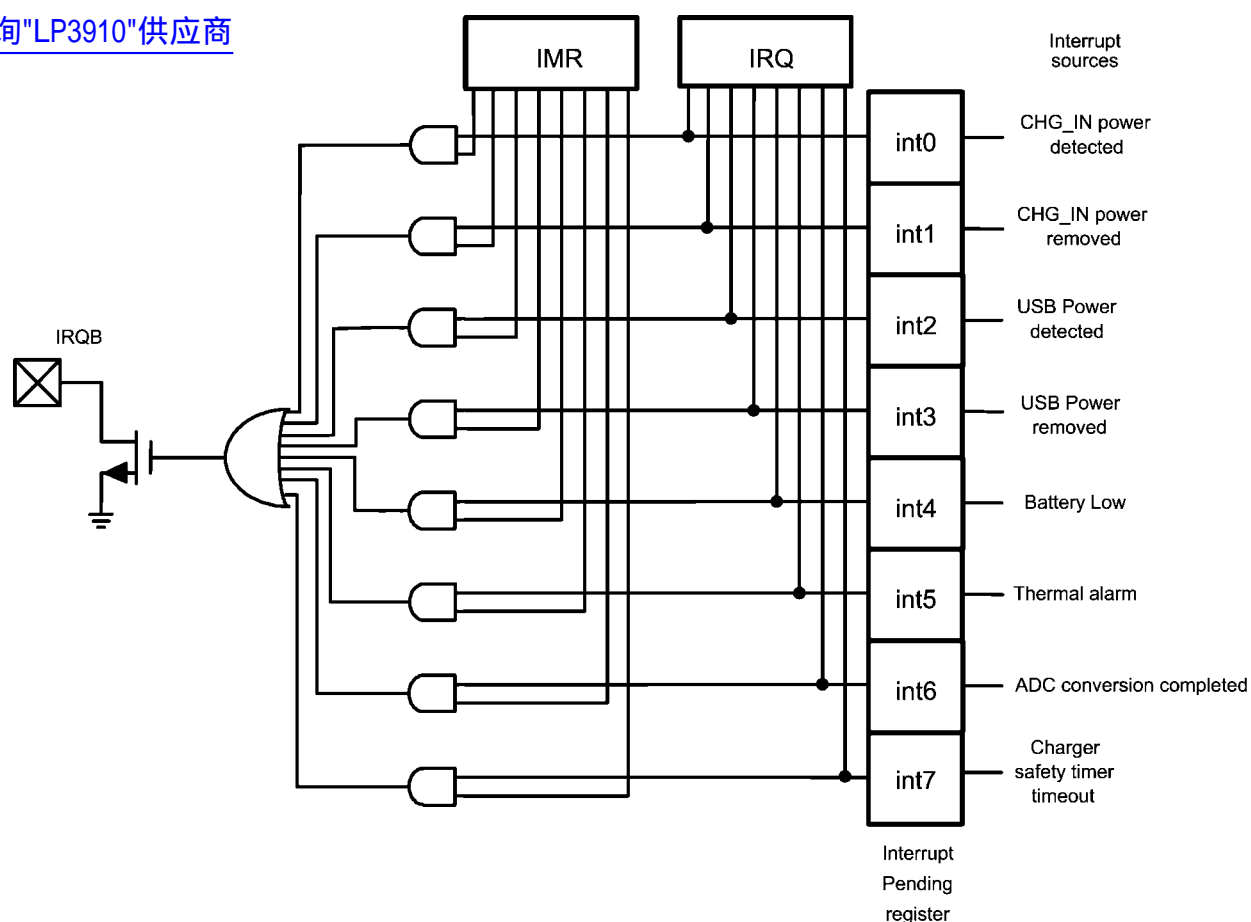 询"LP3910"供应商
IMR
IRQ
Interrupt
sources
int0
CHG_IN power
detected
int1
CHG_IN power
removed
int2
USB Power
detected
IRQB
int3
USB Power
removed
int4
Battery Low
int5
Thermal alarm
int6
ADC conversion completed
int7
Charger
safety timer
timeout
Interrupt
Pending
register